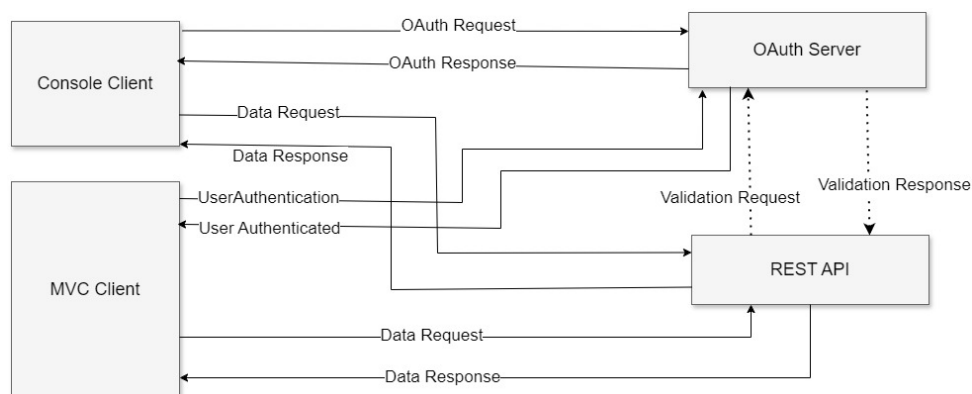 OAuth Request
OAuth Server
OAuth Response
Console Client
Data Request
Data Response
UserAuthentication
Validation Request
Validation Response
User Authenticated
REST API
MVC Client
Data Request
Data Response